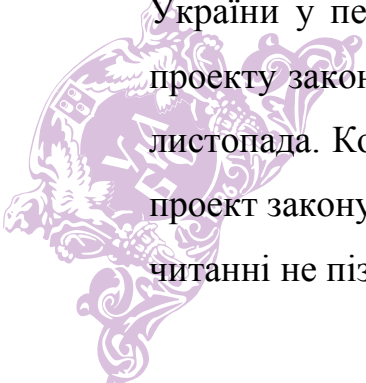 України у пе
проекту закон
листопада. Ко
проект закону
читанні не піз